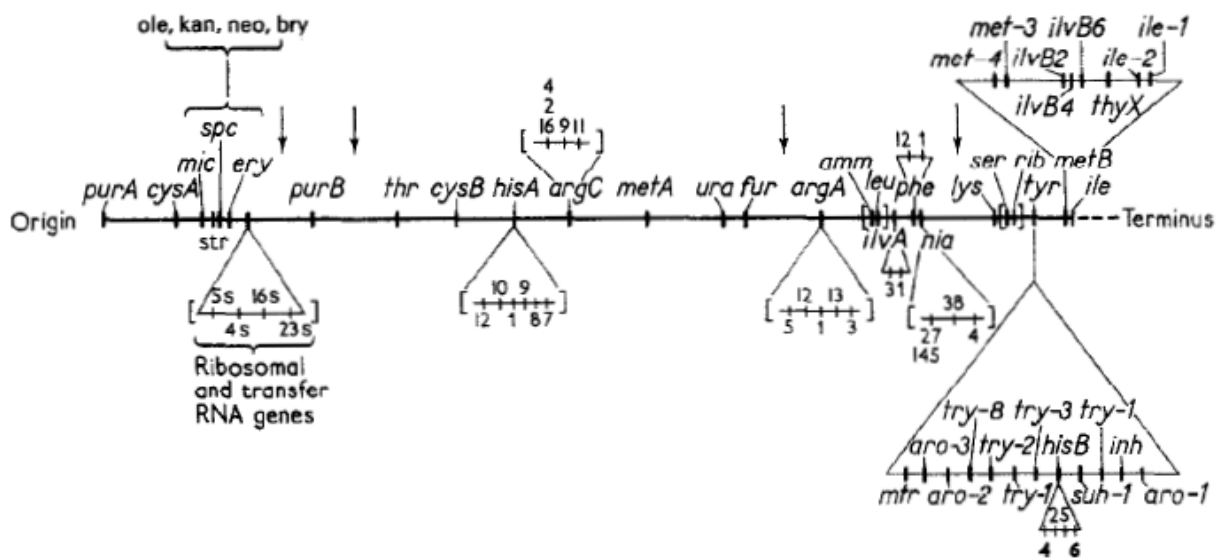 ole, kan, neo, bry
met-3 ilvB6 ile-1
met-4 ilvB2 ile-2
ilvB4 thyX
4
2
16 9 11
spc
mic ery
12 1
amm leu phe ser rib metB
purA cysA purB thr cysB hisA argC metA ura fur argA lys tyr ile
Origin Terminus
str ilvA nia
5s 16s
4s 23s
10 9
12 1 8 7
12 13
5 1 3
31
38
27 4
145
Ribosomal
and transfer
RNA genes
try-8 try-3 try-1
aro-3 try-2 hisB inh
mtr aro-2 try-1 suh-1 aro-1
25
4 6